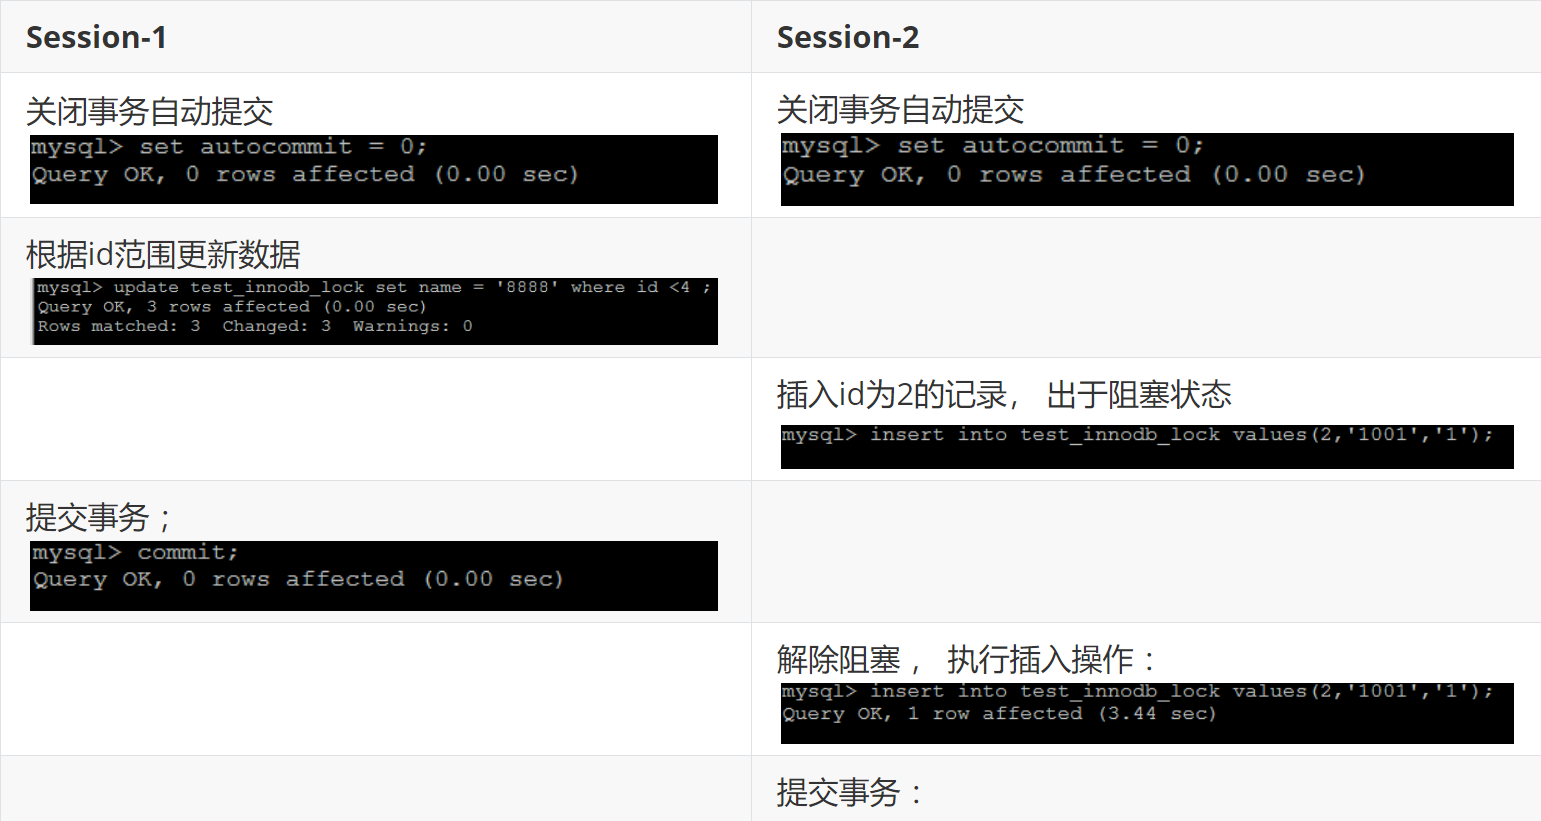 Session-1
Session-2
关闭事务自动提交
mysql> set autocommit = 0;
Query OK, 0 rows affected (0.00 sec)
关闭事务自动提交
mysql> set autocommit = 0;
Query OK, 0 rows affected (0.00 sec)
根据id范围更新数据
mysql> update test_innodb_lock set name = '8888' where id <4 ;
Query OK, 3 rows affected (0.00 sec)
Rows matched: 3  Changed: 3  Warnings: 0
插入id为2的记录， 出于阻塞状态
mysql> insert into test_innodb_lock values(2,'1001','1');
提交事务 ；
mysql> commit;
Query OK, 0 rows affected (0.00 sec)
解除阻塞 ， 执行插入操作 ：
mysql> insert into test_innodb_lock values(2,'1001','1');
Query OK, 1 row affected (3.44 sec)
提交事务 ：